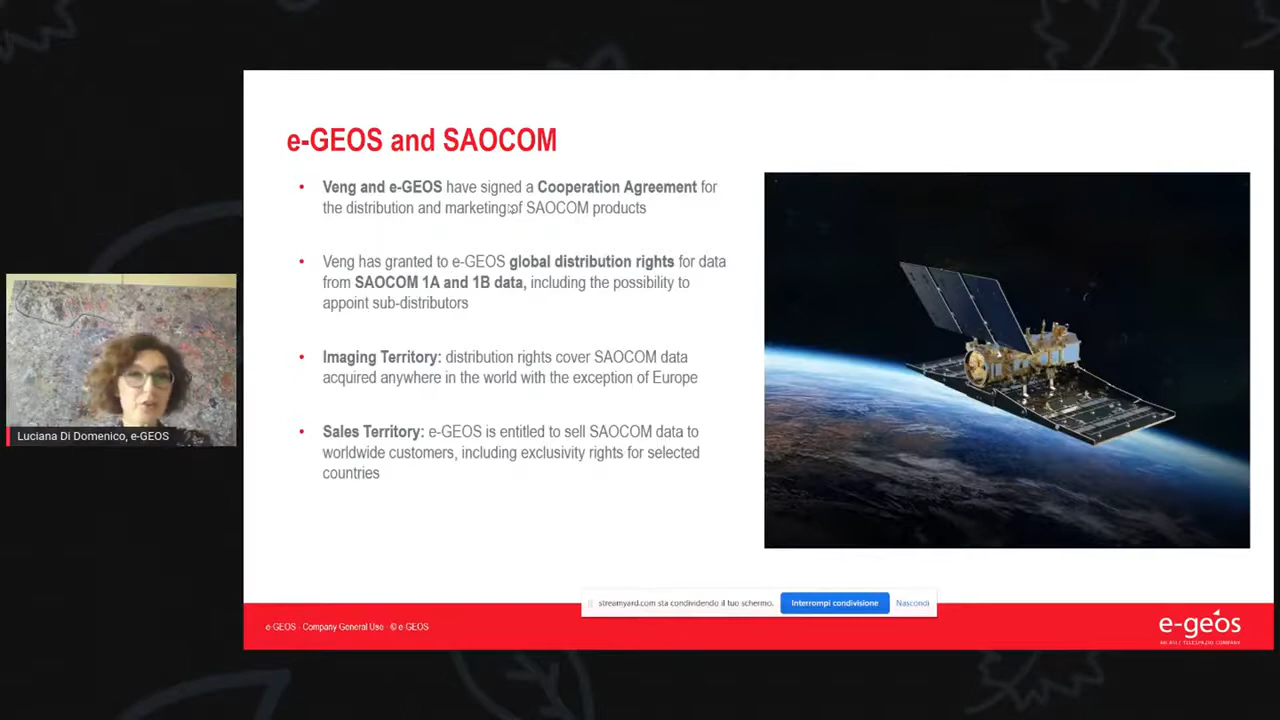 e-GEOS and SAOCOM
• Veng and e-GEOS have signed a Cooperation Agreement for
the distribution and marketing of SAOCOM products
• Veng has granted to e-GEOS global distribution rights for data
from SAOCOM 1A and 1B data, including the possibility to
appoint sub-distributors
• Imaging Territory: distribution rights cover SAOCOM data
acquired anywhere in the world with the exception of Europe
• Sales Territory: e-GEOS is entitled to sell SAOCOM data to
worldwide customers, including exclusivity rights for selected
countries
Luciana Di Domenico, e-GEOS
streamyard.com sta condividendo il tuo schermo. Interrompi condivisione Nascondi
e-GEOS - Company General Use - © e-GEOS
e-geos
AN ASI / TELESPAZIO COMPANY